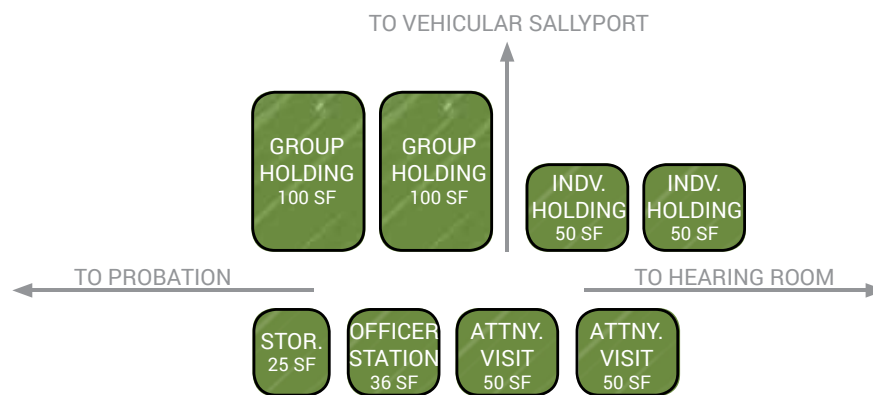 TO VEHICULAR SALLYPORT
GROUP
HOLDING
100 SF
GROUP
HOLDING
100 SF
INDV.
HOLDING
50 SF
INDV.
HOLDING
50 SF
TO PROBATION
TO HEARING ROOM
STOR.
25 SF
OFFICER
STATION
36 SF
ATTNY.
VISIT
50 SF
ATTNY.
VISIT
50 SF